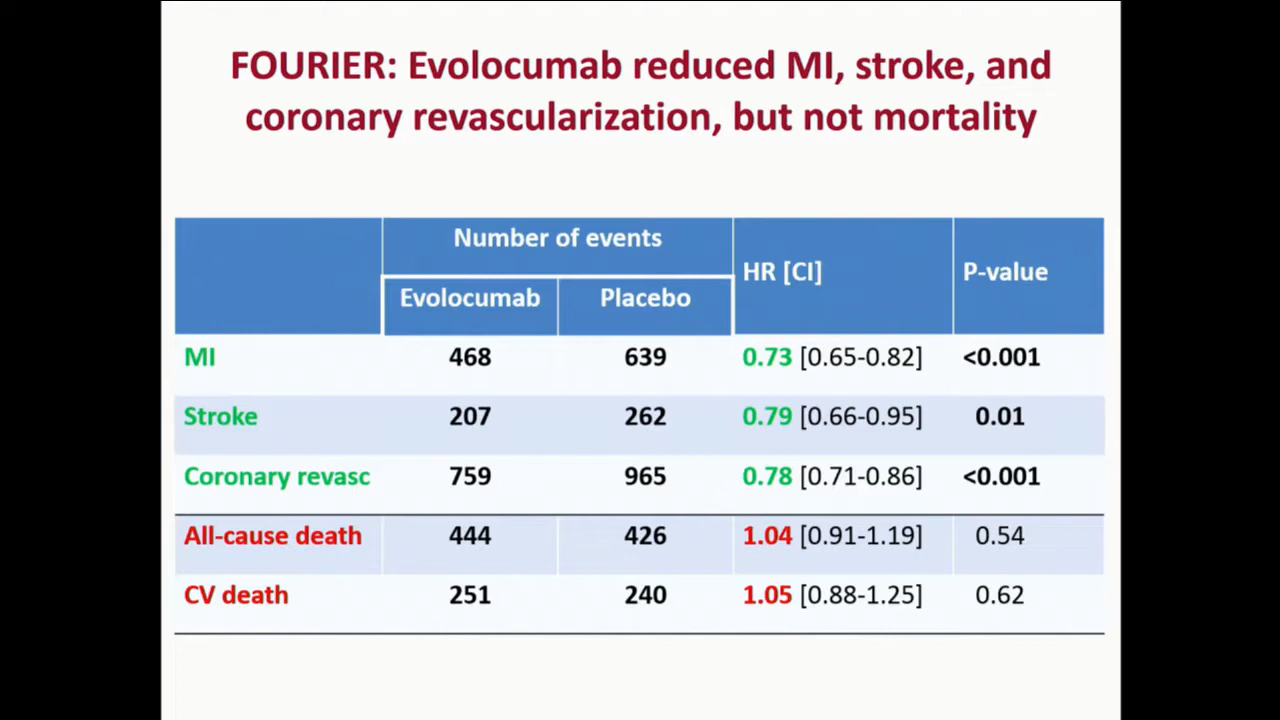 FOURIER: Evolocumab reduced MI, stroke, and
coronary revascularization, but not mortality
Number of events HR [CI] P-value
Evolocumab Placebo
MI 468 639 0.73 [0.65-0.82] <0.001
Stroke 207 262 0.79 [0.66-0.95] 0.01
Coronary revasc 759 965 0.78 [0.71-0.86] <0.001
All-cause death 444 426 1.04 [0.91-1.19] 0.54
CV death 251 240 1.05 [0.88-1.25] 0.62